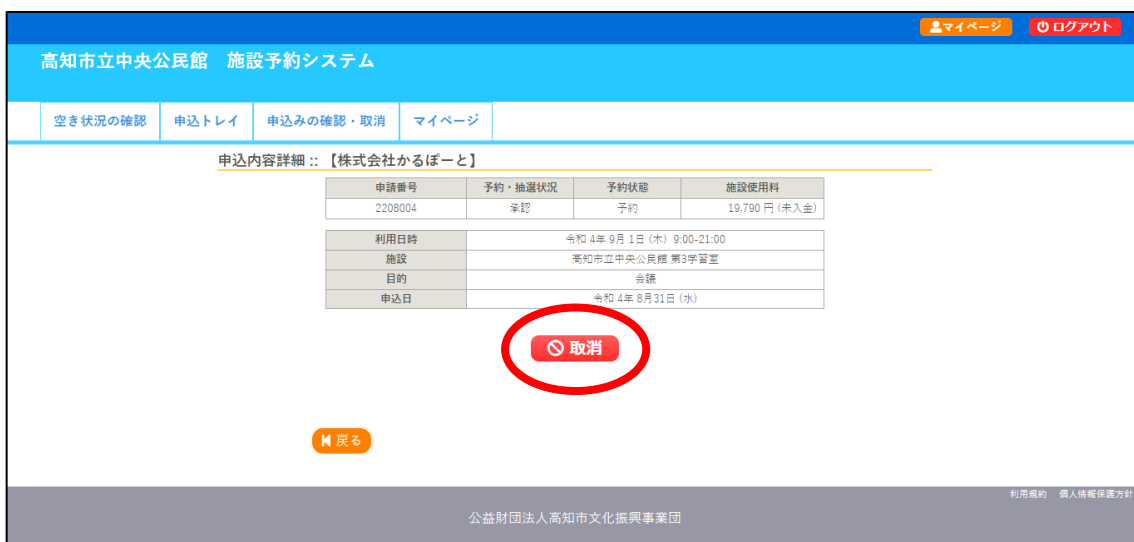 マイページ ログアウト
高知市立中央公民館 施設予約システム
空き状況の確認 申込トレイ 申込みの確認・取消 マイページ
申込内容詳細 :: 【株式会社かるぽーと】
申請番号 予約・抽選状況 予約状態 施設使用料
2208004 承認 予約 19,790 円 (未入金)
利用日時 令和 4年 9月 1日 (木) 9:00-21:00
施設 高知市立中央公民館 第3学習室
目的 会議
申込日 令和 4年 8月31日 (水)
取消
戻る
利用規約 個人情報保護方針
公益財団法人高知市文化振興事業団